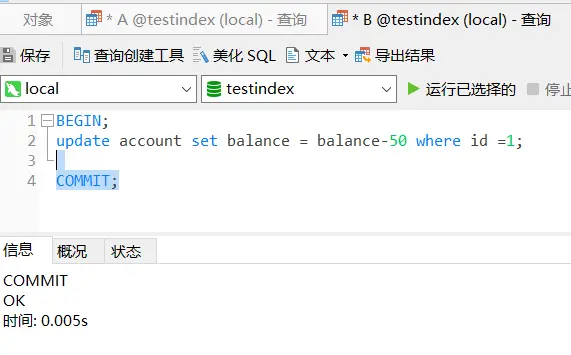 对象 * A @testindex (local) - 查询 * B @testindex (local) - 查询
保存 查询创建工具 美化 SQL 文本 导出结果
local testindex 运行已选择的 停止
1 BEGIN;
2 update account set balance = balance-50 where id =1;
3
4 COMMIT;
信息 概况 状态
COMMIT
OK
时间: 0.005s